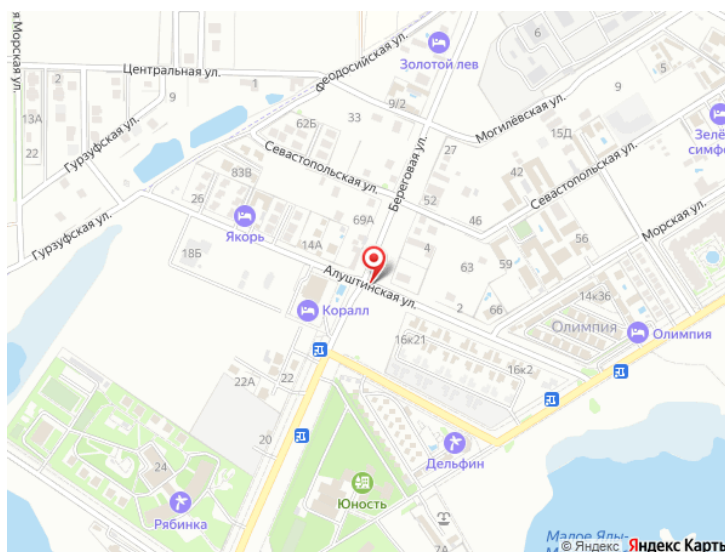 я Морская ул.
Центральная ул.
Феодосийская ул.
Золотой лев
6
9
5
2
1
9
9/2
Могилёвская ул.
13А
22
Гурзуфская ул.
62Б
33
27
15Д
Зелё
симфо
Севастопольская ул.
Береговая ул.
83В
26
52
42
Севастопольская ул.
Гурзуфская ул.
Якорь
69А
46
Морская ул.
18Б
14А
4
63
59
56
Алуштинская ул.
2
66
14к36
Коралл
Олимпия
Олимпия
16к21
16к2
22А
22
20
24
Дельфин
Рябинка
Юность
7А
Малое Ялы-
© Яндекс Яндекс Карты